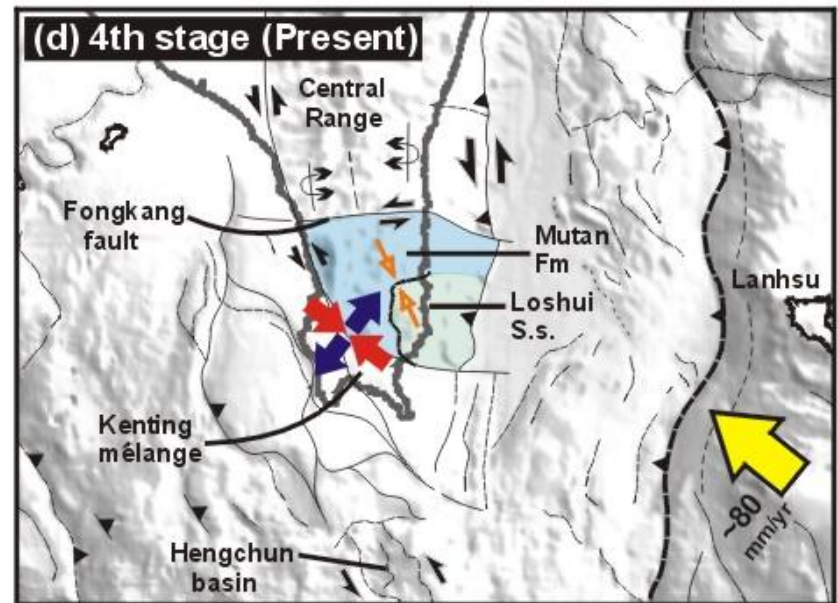 (d) 4th stage (Present)
Central
Range
Fongkang
fault
Mutan
Fm
Lanhsu
Loshui
S.s.
Kenting
mélange
~80
mm/yr
Hengchun
basin